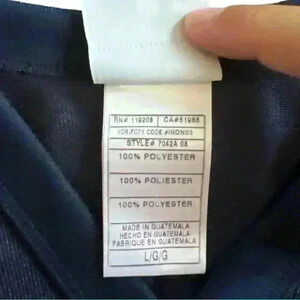 RN# 119208 CA#51986
VDR/FCTY CODE #INDN03
STYLE# 7042A 08
100% POLYESTER
100% POLIESTER
100% POLYESTER
MADE IN GUATEMALA
HECHO EN GUATEMALA
FABRIQUE EN GUATEMALA
L/G/G